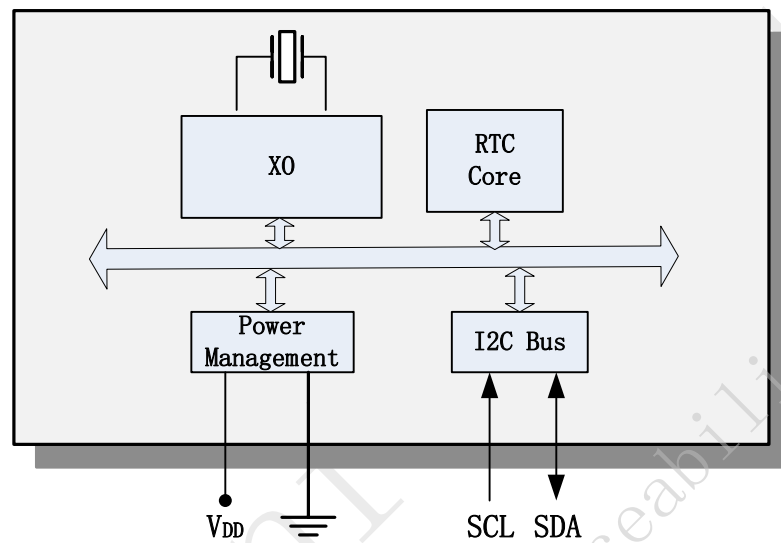 XO
RTC
Core
Power
Management
I2C Bus
VDD
SCL SDA